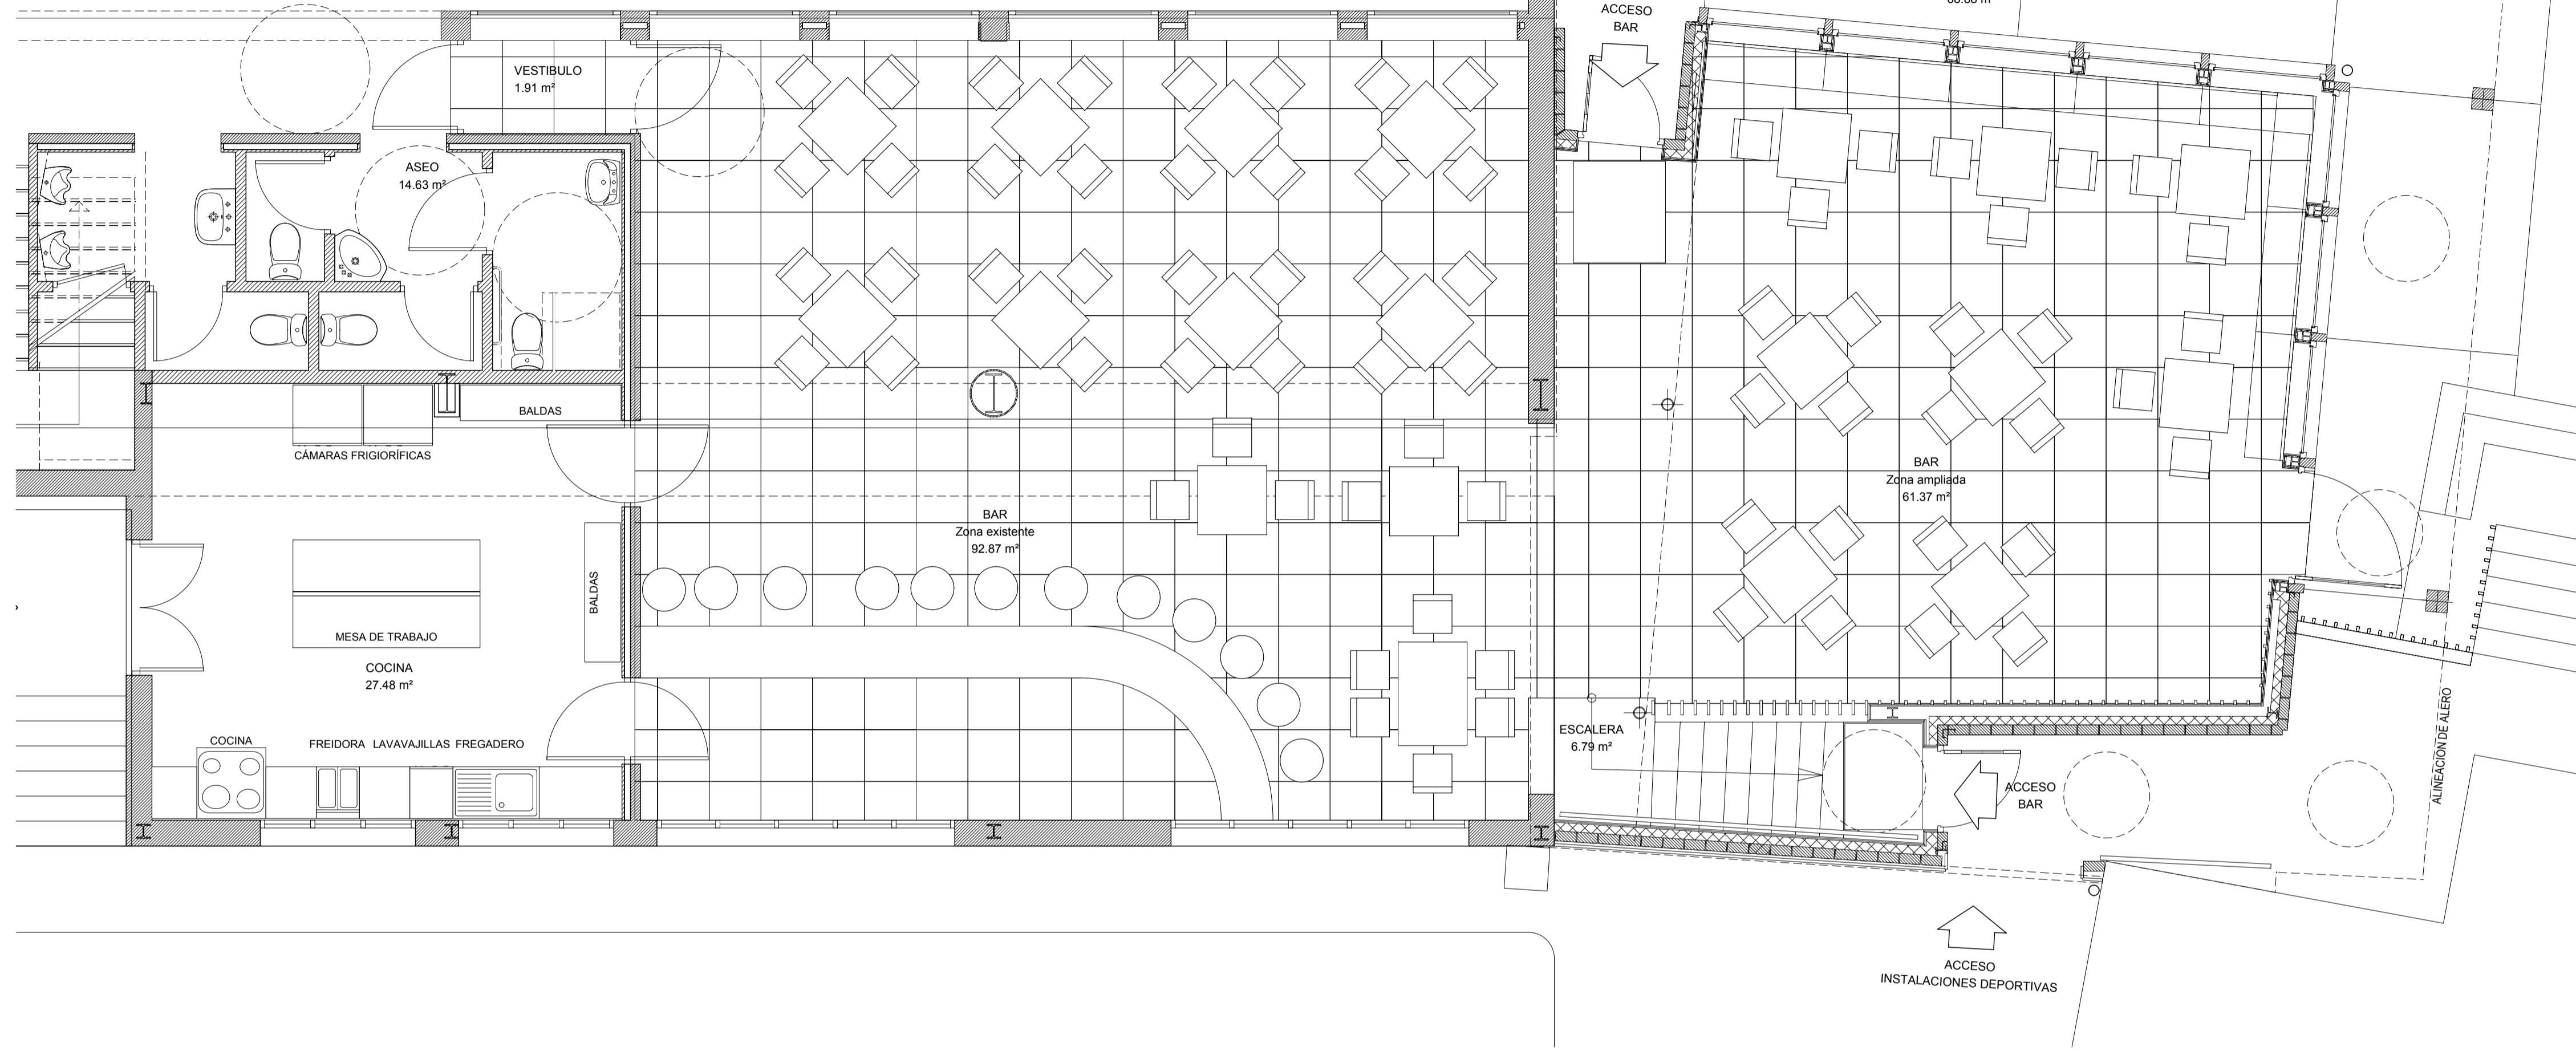 ACCESO
BAR
VESTIBULO
1.91 m²
ASEO
14.63 m²
BALDAS
CÁMARAS FRIGIORÍFICAS
BAR
Zona existente
92.87 m²
BAR
Zona ampliada
61.37 m²
BALDAS
MESA DE TRABAJO
COCINA
27.48 m²
COCINA
FREIDORA LAVAVAJILLAS FREGADERO
ESCALERA
6.79 m²
ACCESO
BAR
ALINEACION DE ALERO
ACCESO
INSTALACIONES DEPORTIVAS